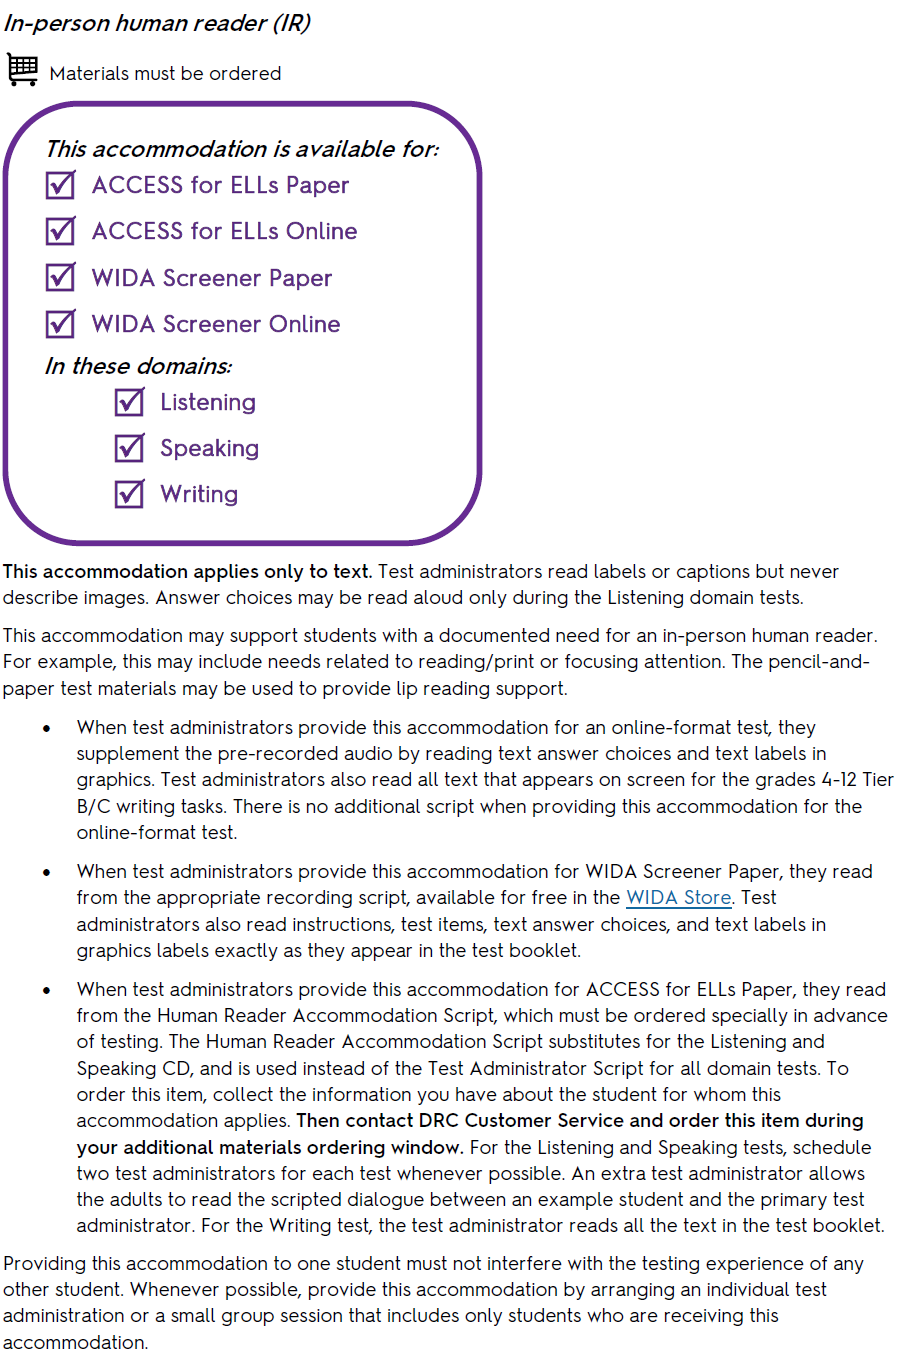 In-person human reader (IR)
Materials must be ordered
This accommodation is available for:
ACCESS for ELLs Paper
ACCESS for ELLs Online
WIDA Screener Paper
WIDA Screener Online
In these domains:
Listening
Speaking
Writing
This accommodation applies only to text. Test administrators read labels or captions but never
describe images. Answer choices may be read aloud only during the Listening domain tests.
This accommodation may support students with a documented need for an in-person human reader.
For example, this may include needs related to reading/print or focusing attention. The pencil-and-
paper test materials may be used to provide lip reading support.
• When test administrators provide this accommodation for an online-format test, they
supplement the pre-recorded audio by reading text answer choices and text labels in
graphics. Test administrators also read all text that appears on screen for the grades 4-12 Tier
B/C writing tasks. There is no additional script when providing this accommodation for the
online-format test.
• When test administrators provide this accommodation for WIDA Screener Paper, they read
from the appropriate recording script, available for free in the WIDA Store. Test
administrators also read instructions, test items, text answer choices, and text labels in
graphics labels exactly as they appear in the test booklet.
• When test administrators provide this accommodation for ACCESS for ELLs Paper, they read
from the Human Reader Accommodation Script, which must be ordered specially in advance
of testing. The Human Reader Accommodation Script substitutes for the Listening and
Speaking CD, and is used instead of the Test Administrator Script for all domain tests. To
order this item, collect the information you have about the student for whom this
accommodation applies. Then contact DRC Customer Service and order this item during
your additional materials ordering window. For the Listening and Speaking tests, schedule
two test administrators for each test whenever possible. An extra test administrator allows
the adults to read the scripted dialogue between an example student and the primary test
administrator. For the Writing test, the test administrator reads all the text in the test booklet.
Providing this accommodation to one student must not interfere with the testing experience of any
other student. Whenever possible, provide this accommodation by arranging an individual test
administration or a small group session that includes only students who are receiving this
accommodation.